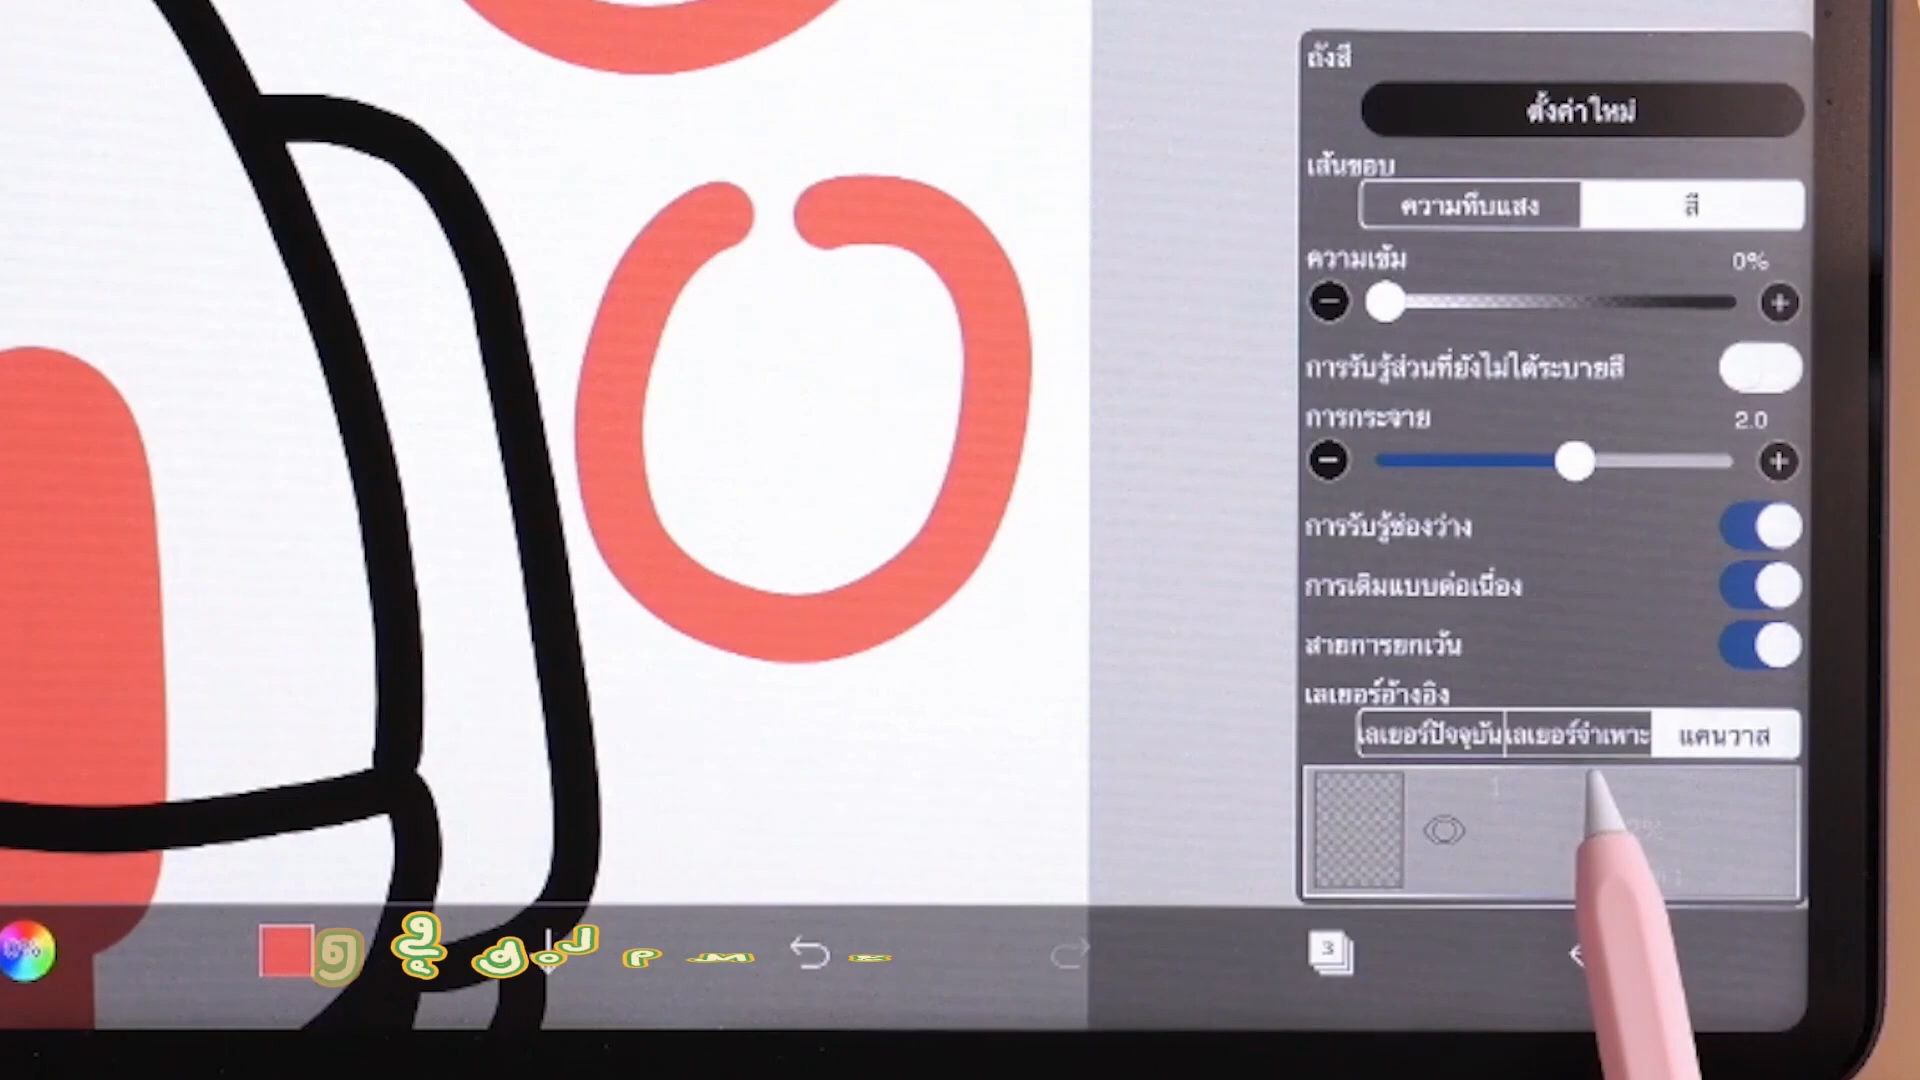 ถังสี
ตั้งค่าใหม่
เส้นขอบ
ความทึบแสง
สี
ความเข้ม
0%
การรับรู้ส่วนที่ยังไม่ได้ระบายสี
การกระจาย
2.0
การรับรู้ช่องว่าง
การเติมแบบต่อเนื่อง
สายการยกเว้น
เลเยอร์อ้างอิง
เลเยอร์ปัจจุบัน
เลเยอร์จำเพาะ
แคนวาส
3